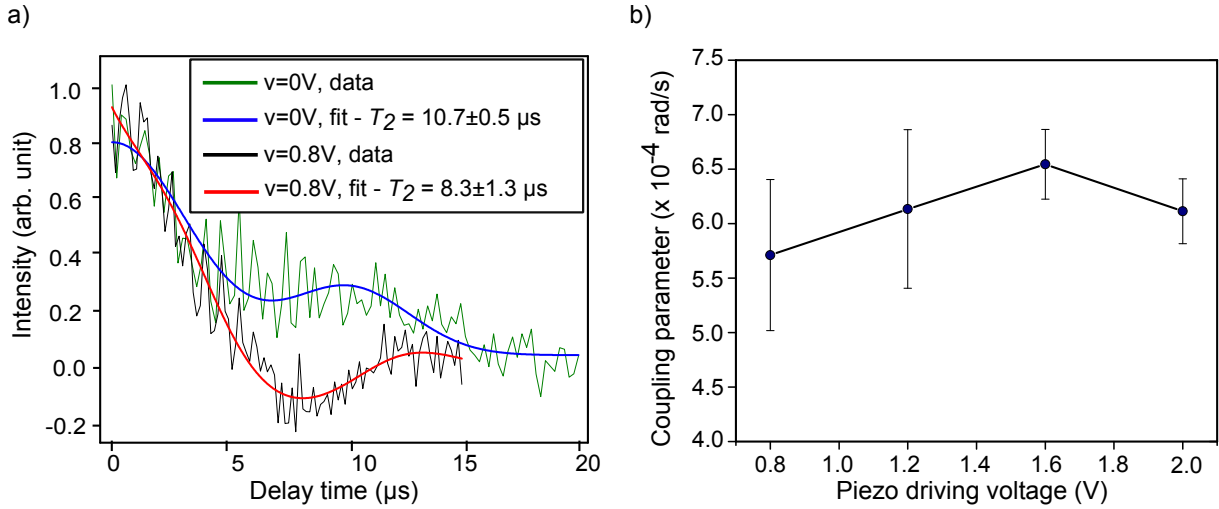 a)
v=0V, data
v=0V, fit - T2 = 10.7±0.5 µs
v=0.8V, data
v=0.8V, fit - T2 = 8.3±1.3 µs
1.0
0.8
0.6
0.4
0.2
0.0
-0.2
Intensity (arb. unit)
0 5 10 15 20
Delay time (µs)
b)
7.5
7.0
6.5
6.0
5.5
5.0
4.5
4.0
Coupling parameter (x 10⁻⁴ rad/s)
0.8 1.0 1.2 1.4 1.6 1.8 2.0
Piezo driving voltage (V)